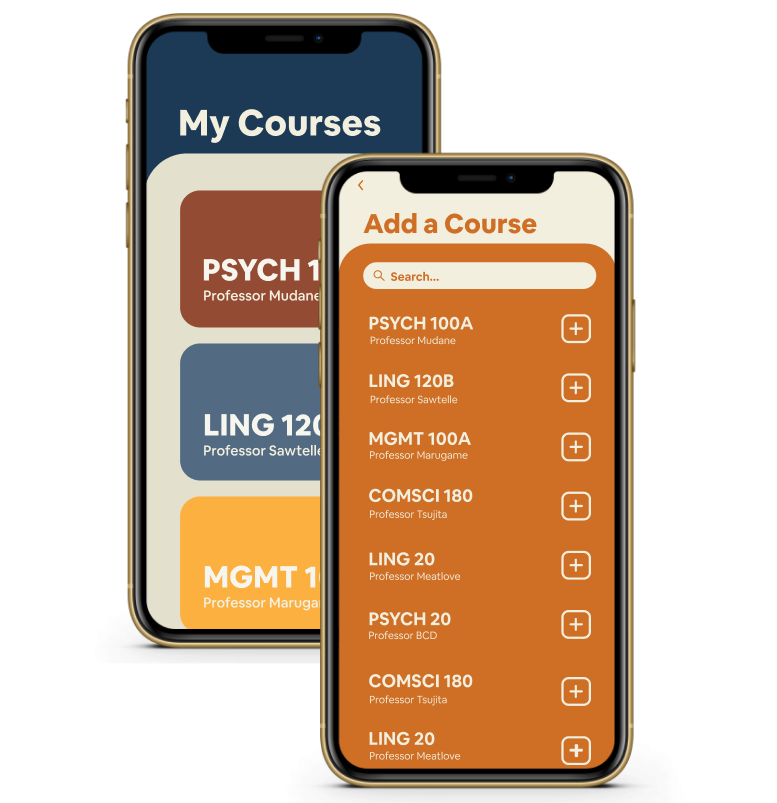 My Courses
PSYCH 1
Professor Mudane
LING 120
Professor Sawtelle
MGMT 1
Professor Maruga
Add a Course
Search...
PSYCH 100A
Professor Mudane
LING 120B
Professor Sawtelle
MGMT 100A
Professor Marugame
COMSCI 180
Professor Tsujita
LING 20
Professor Meatlove
PSYCH 20
Professor BCD
COMSCI 180
Professor Tsujita
LING 20
Professor Meatlove